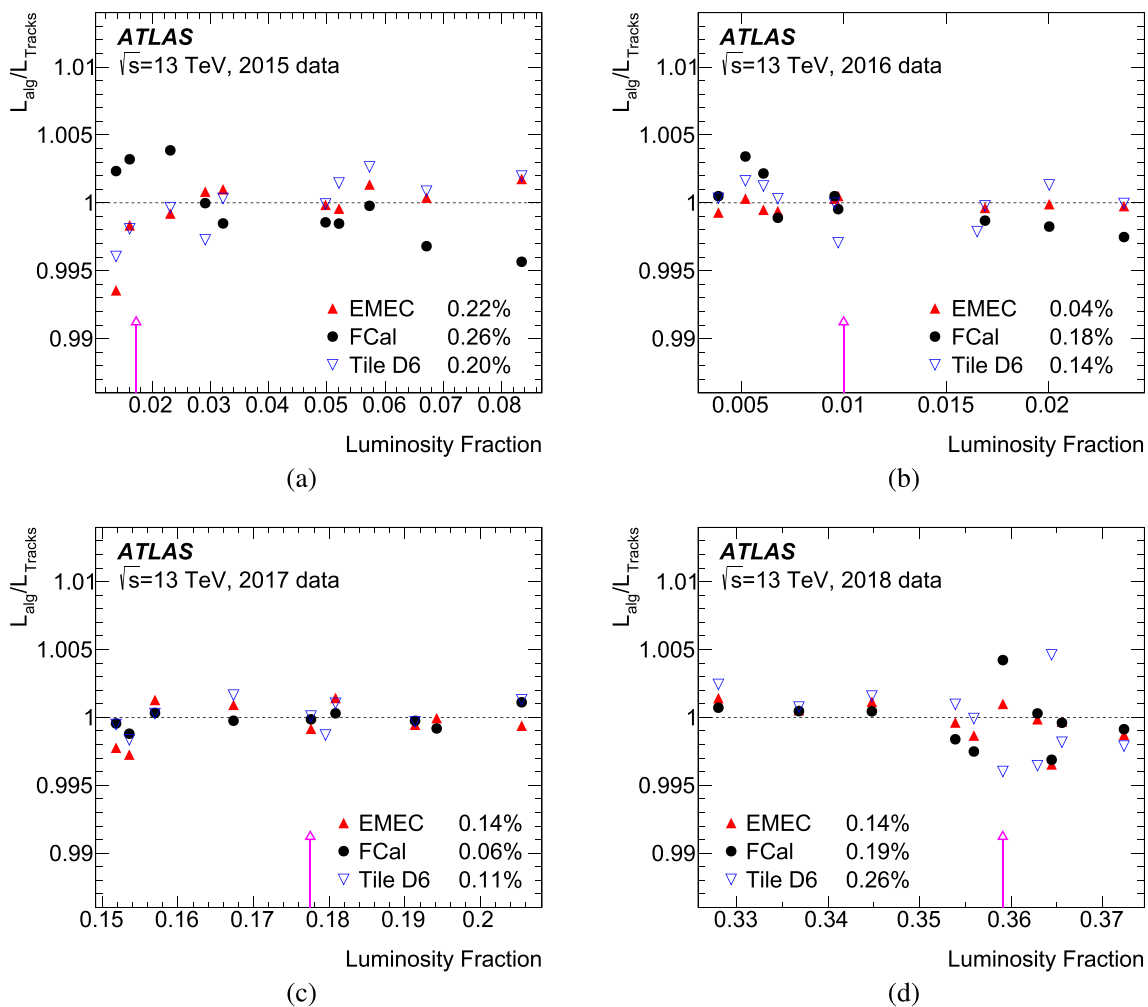 ATLAS
√s=13 TeV, 2015 data
L_alg/L_Tracks
1.01
1.005
1
0.995
0.99
EMEC 0.22%
FCal 0.26%
Tile D6 0.20%
0.02 0.03 0.04 0.05 0.06 0.07 0.08
Luminosity Fraction
(a)
ATLAS
√s=13 TeV, 2016 data
L_alg/L_Tracks
1.01
1.005
1
0.995
0.99
EMEC 0.04%
FCal 0.18%
Tile D6 0.14%
0.005 0.01 0.015 0.02
Luminosity Fraction
(b)
ATLAS
√s=13 TeV, 2017 data
L_alg/L_Tracks
1.01
1.005
1
0.995
0.99
EMEC 0.14%
FCal 0.06%
Tile D6 0.11%
0.15 0.16 0.17 0.18 0.19 0.2
Luminosity Fraction
(c)
ATLAS
√s=13 TeV, 2018 data
L_alg/L_Tracks
1.01
1.005
1
0.995
0.99
EMEC 0.14%
FCal 0.19%
Tile D6 0.26%
0.33 0.34 0.35 0.36 0.37
Luminosity Fraction
(d)